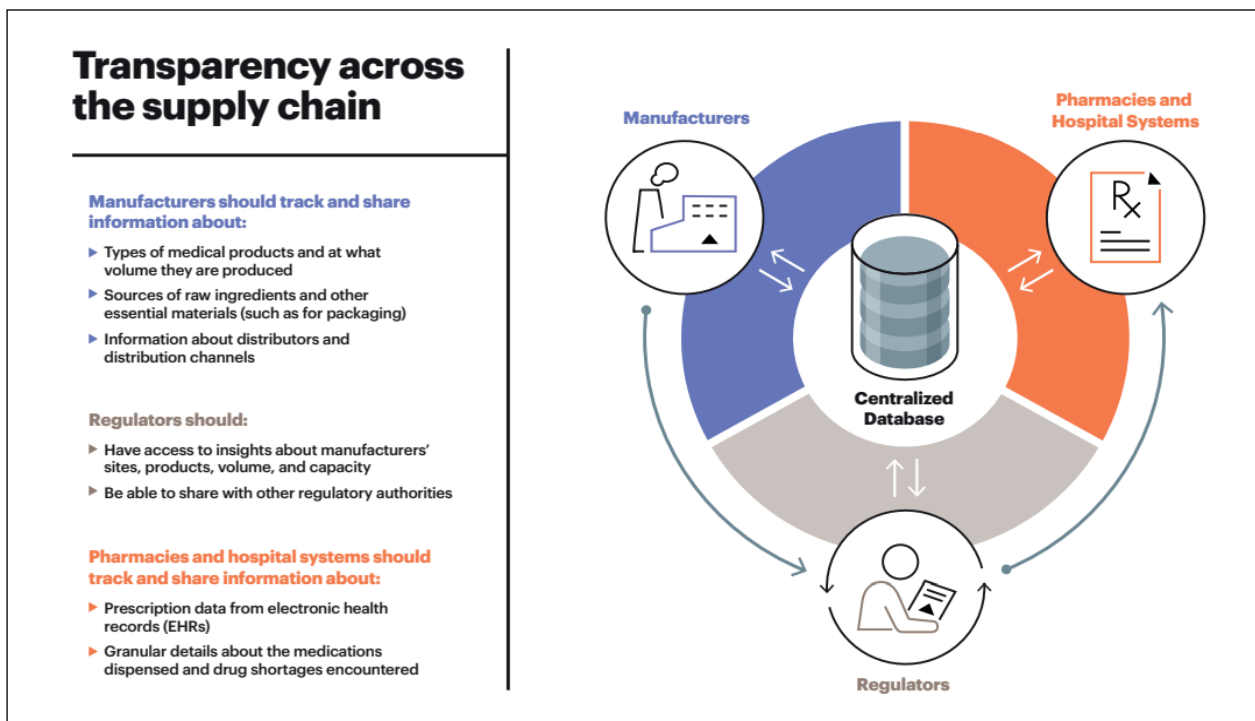 Transparency across
the supply chain
Manufacturers should track and share
information about:
Types of medical products and at what
volume they are produced
Sources of raw ingredients and other
essential materials (such as for packaging)
Information about distributors and
distribution channels
Regulators should:
Have access to insights about manufacturers’
sites, products, volume, and capacity
Be able to share with other regulatory authorities
Pharmacies and hospital systems should
track and share information about:
Prescription data from electronic health
records (EHRs)
Granular details about the medications
dispensed and drug shortages encountered
Manufacturers
Pharmacies and
Hospital Systems
Rx
Centralized
Database
Regulators